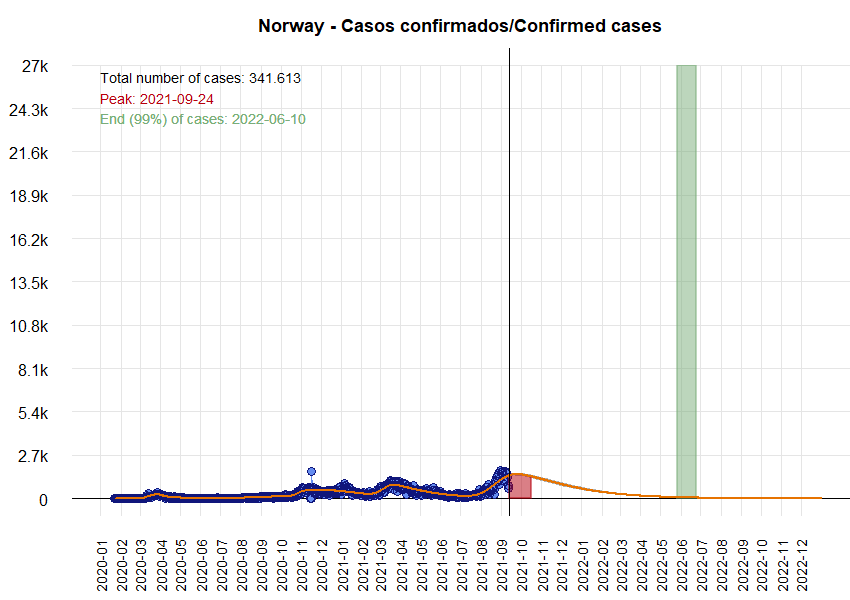 Norway - Casos confirmados/Confirmed cases
Total number of cases: 341.613
Peak: 2021-09-24
End (99%) of cases: 2022-06-10
27k
24.3k
21.6k
18.9k
16.2k
13.5k
10.8k
8.1k
5.4k
2.7k
0
2020-01
2020-02
2020-03
2020-04
2020-05
2020-06
2020-07
2020-08
2020-09
2020-10
2020-11
2020-12
2021-01
2021-02
2021-03
2021-04
2021-05
2021-06
2021-07
2021-08
2021-09
2021-10
2021-11
2021-12
2022-01
2022-02
2022-03
2022-04
2022-05
2022-06
2022-07
2022-08
2022-09
2022-10
2022-11
2022-12